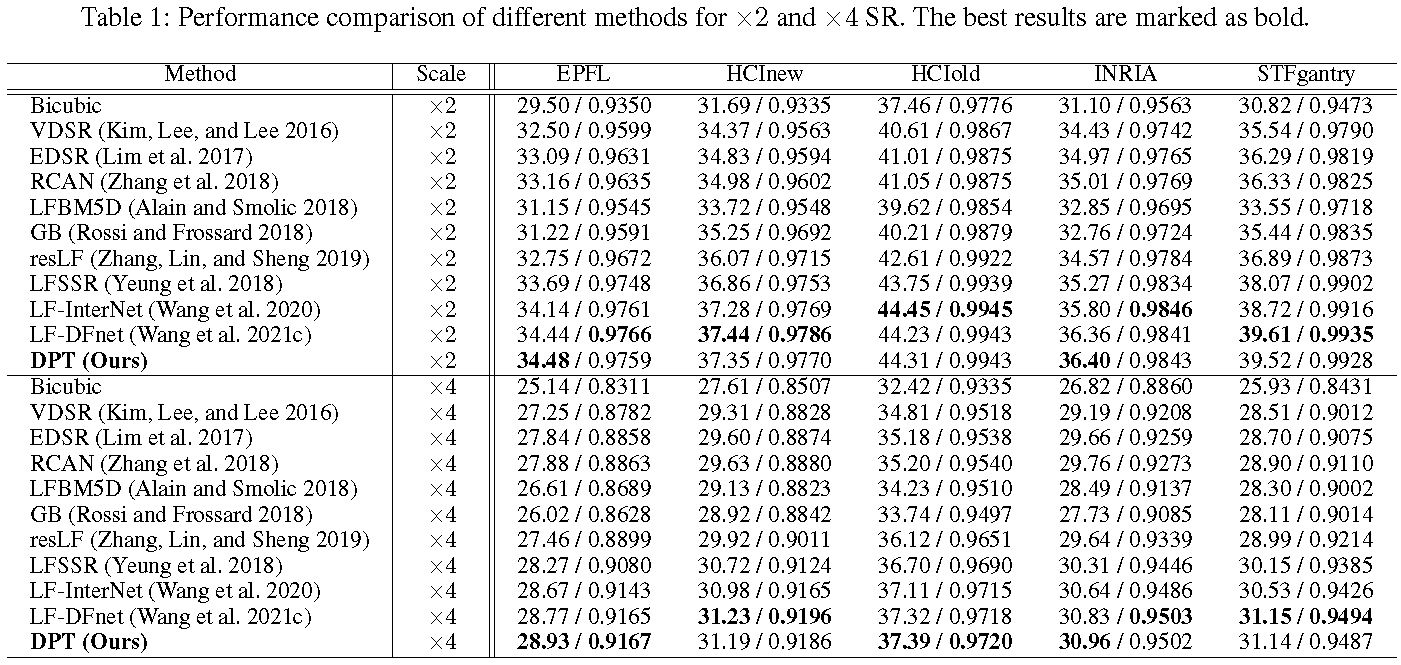 Table 1: Performance comparison of different methods for ×2 and ×4 SR. The best results are marked as bold.
Method Scale EPFL HCInew HCIold INRIA STFgantry
Bicubic ×2 29.50 / 0.9350 31.69 / 0.9335 37.46 / 0.9776 31.10 / 0.9563 30.82 / 0.9473
VDSR (Kim, Lee, and Lee 2016) ×2 32.50 / 0.9599 34.37 / 0.9563 40.61 / 0.9867 34.43 / 0.9742 35.54 / 0.9790
EDSR (Lim et al. 2017) ×2 33.09 / 0.9631 34.83 / 0.9594 41.01 / 0.9875 34.97 / 0.9765 36.29 / 0.9819
RCAN (Zhang et al. 2018) ×2 33.16 / 0.9635 34.98 / 0.9602 41.05 / 0.9875 35.01 / 0.9769 36.33 / 0.9825
LFBM5D (Alain and Smolic 2018) ×2 31.15 / 0.9545 33.72 / 0.9548 39.62 / 0.9854 32.85 / 0.9695 33.55 / 0.9718
GB (Rossi and Frossard 2018) ×2 31.22 / 0.9591 35.25 / 0.9692 40.21 / 0.9879 32.76 / 0.9724 35.44 / 0.9835
resLF (Zhang, Lin, and Sheng 2019) ×2 32.75 / 0.9672 36.07 / 0.9715 42.61 / 0.9922 34.57 / 0.9784 36.89 / 0.9873
LFSSR (Yeung et al. 2018) ×2 33.69 / 0.9748 36.86 / 0.9753 43.75 / 0.9939 35.27 / 0.9834 38.07 / 0.9902
LF-InterNet (Wang et al. 2020) ×2 34.14 / 0.9761 37.28 / 0.9769 44.45 / 0.9945 35.80 / 0.9846 38.72 / 0.9916
LF-DFnet (Wang et al. 2021c) ×2 34.44 / 0.9766 37.44 / 0.9786 44.23 / 0.9943 36.36 / 0.9841 39.61 / 0.9935
DPT (Ours) ×2 34.48 / 0.9759 37.35 / 0.9770 44.31 / 0.9943 36.40 / 0.9843 39.52 / 0.9928
Bicubic ×4 25.14 / 0.8311 27.61 / 0.8507 32.42 / 0.9335 26.82 / 0.8860 25.93 / 0.8431
VDSR (Kim, Lee, and Lee 2016) ×4 27.25 / 0.8782 29.31 / 0.8828 34.81 / 0.9518 29.19 / 0.9208 28.51 / 0.9012
EDSR (Lim et al. 2017) ×4 27.84 / 0.8858 29.60 / 0.8874 35.18 / 0.9538 29.66 / 0.9259 28.70 / 0.9075
RCAN (Zhang et al. 2018) ×4 27.88 / 0.8863 29.63 / 0.8880 35.20 / 0.9540 29.76 / 0.9273 28.90 / 0.9110
LFBM5D (Alain and Smolic 2018) ×4 26.61 / 0.8689 29.13 / 0.8823 34.23 / 0.9510 28.49 / 0.9137 28.30 / 0.9002
GB (Rossi and Frossard 2018) ×4 26.02 / 0.8628 28.92 / 0.8842 33.74 / 0.9497 27.73 / 0.9085 28.11 / 0.9014
resLF (Zhang, Lin, and Sheng 2019) ×4 27.46 / 0.8899 29.92 / 0.9011 36.12 / 0.9651 29.64 / 0.9339 28.99 / 0.9214
LFSSR (Yeung et al. 2018) ×4 28.27 / 0.9080 30.72 / 0.9124 36.70 / 0.9690 30.31 / 0.9446 30.15 / 0.9385
LF-InterNet (Wang et al. 2020) ×4 28.67 / 0.9143 30.98 / 0.9165 37.11 / 0.9715 30.64 / 0.9486 30.53 / 0.9426
LF-DFnet (Wang et al. 2021c) ×4 28.77 / 0.9165 31.23 / 0.9196 37.32 / 0.9718 30.83 / 0.9503 31.15 / 0.9494
DPT (Ours) ×4 28.93 / 0.9167 31.19 / 0.9186 37.39 / 0.9720 30.96 / 0.9502 31.14 / 0.9487